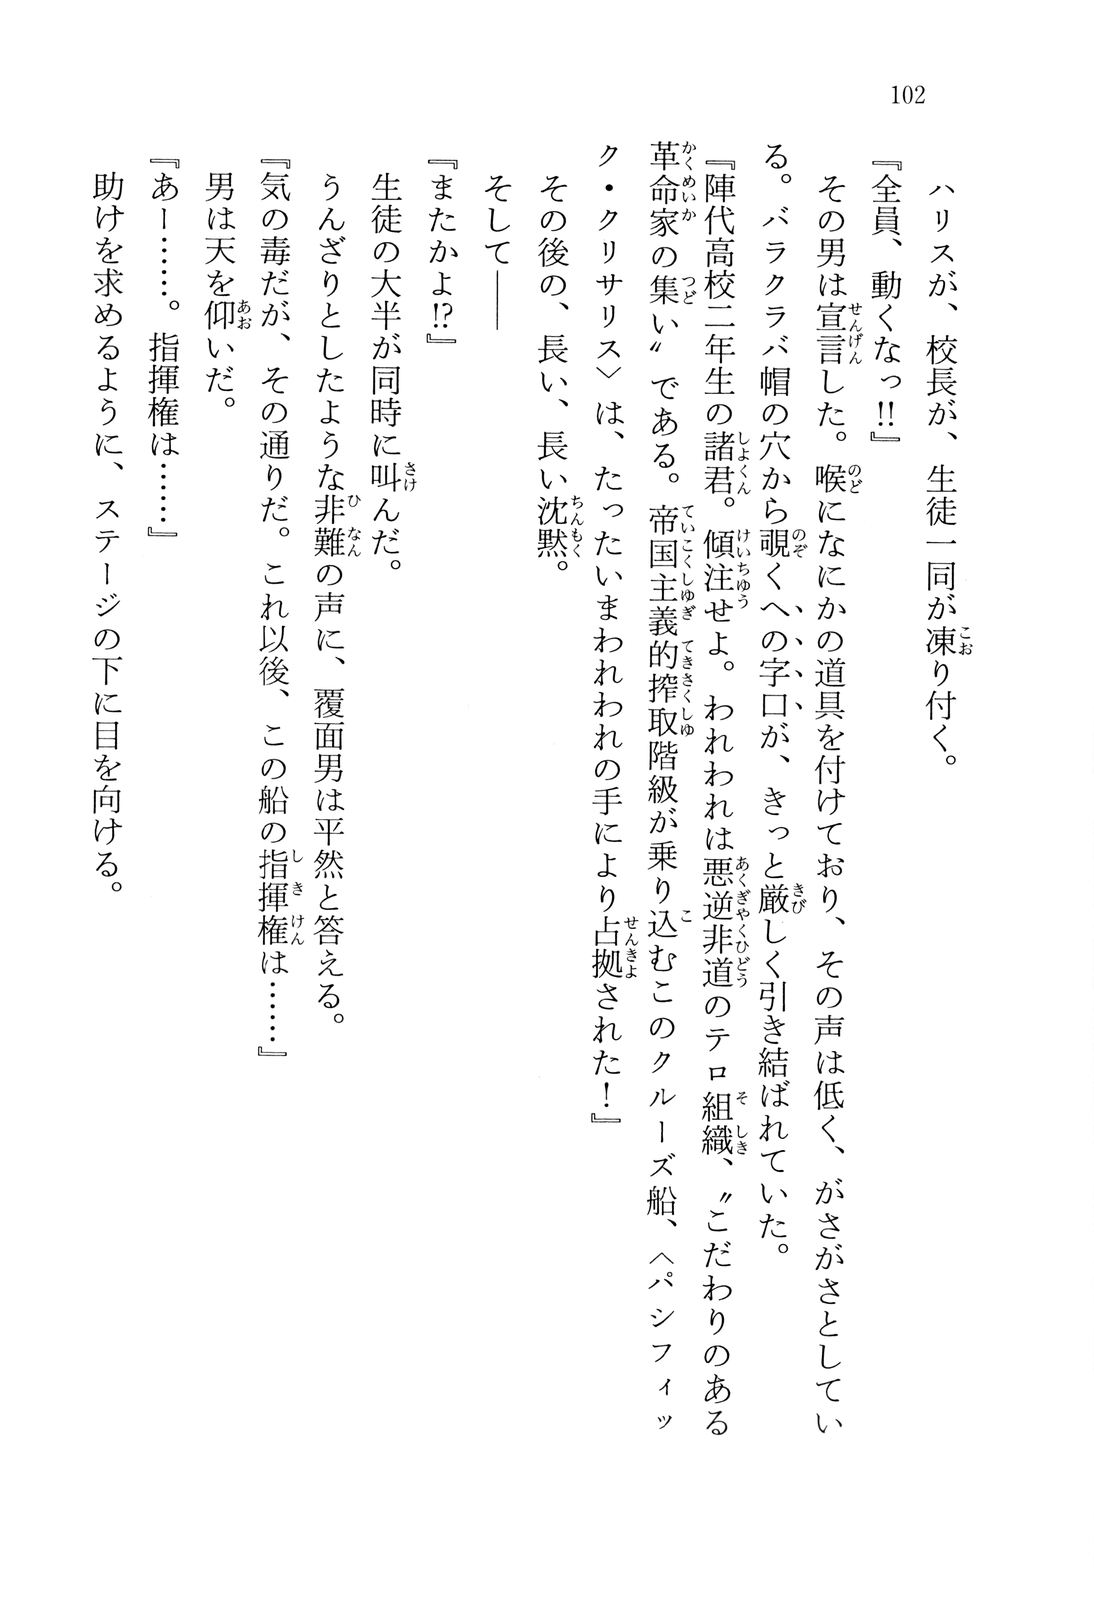 102
ハリスが、校長が、生徒一同が凍り付く。
『全員、動くなっ!!』
その男は宣言した。喉になにかの道具を付けており、その声は低く、がさがさとしてい
る。バラクラバ帽の穴から覗くへの字口が、きっと厳しく引き結ばれていた。
『陣代高校二年生の諸君。傾注せよ。われわれは悪逆非道のテロ組織、〝こだわりのある
革命家の集い〟である。帝国主義的搾取階級が乗り込むこのクルーズ船、〈パシフィッ
ク・クリサリス〉は、たったいまわれわれの手により占拠された！』
その後の、長い、長い沈黙。
そして――
『またかよ!?』
生徒の大半が同時に叫んだ。
うんざりとしたような非難の声に、覆面男は平然と答える。
『気の毒だが、その通りだ。これ以後、この船の指揮権は……』
男は天を仰いだ。
『あー……。指揮権は……』
助けを求めるように、ステージの下に目を向ける。